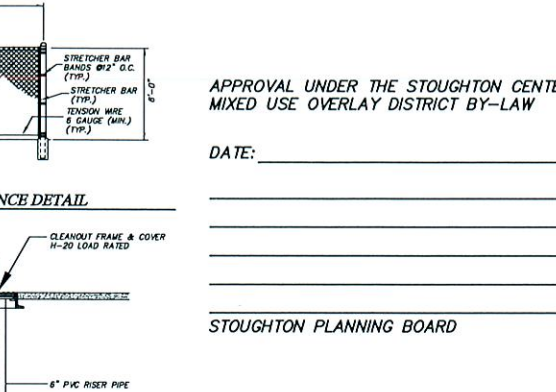 STRETCHER BAR
BANDS @12" O.C.
(TYP.)
STRETCHER BAR
(TYP.)
TENSION WIRE
6 GAUGE (MIN.)
(TYP.)
6'-0"
NCE DETAIL
CLEANOUT FRAME & COVER
H-20 LOAD RATED
6" PVC RISER PIPE
APPROVAL UNDER THE STOUGHTON CENTE
MIXED USE OVERLAY DISTRICT BY-LAW
DATE:
STOUGHTON PLANNING BOARD